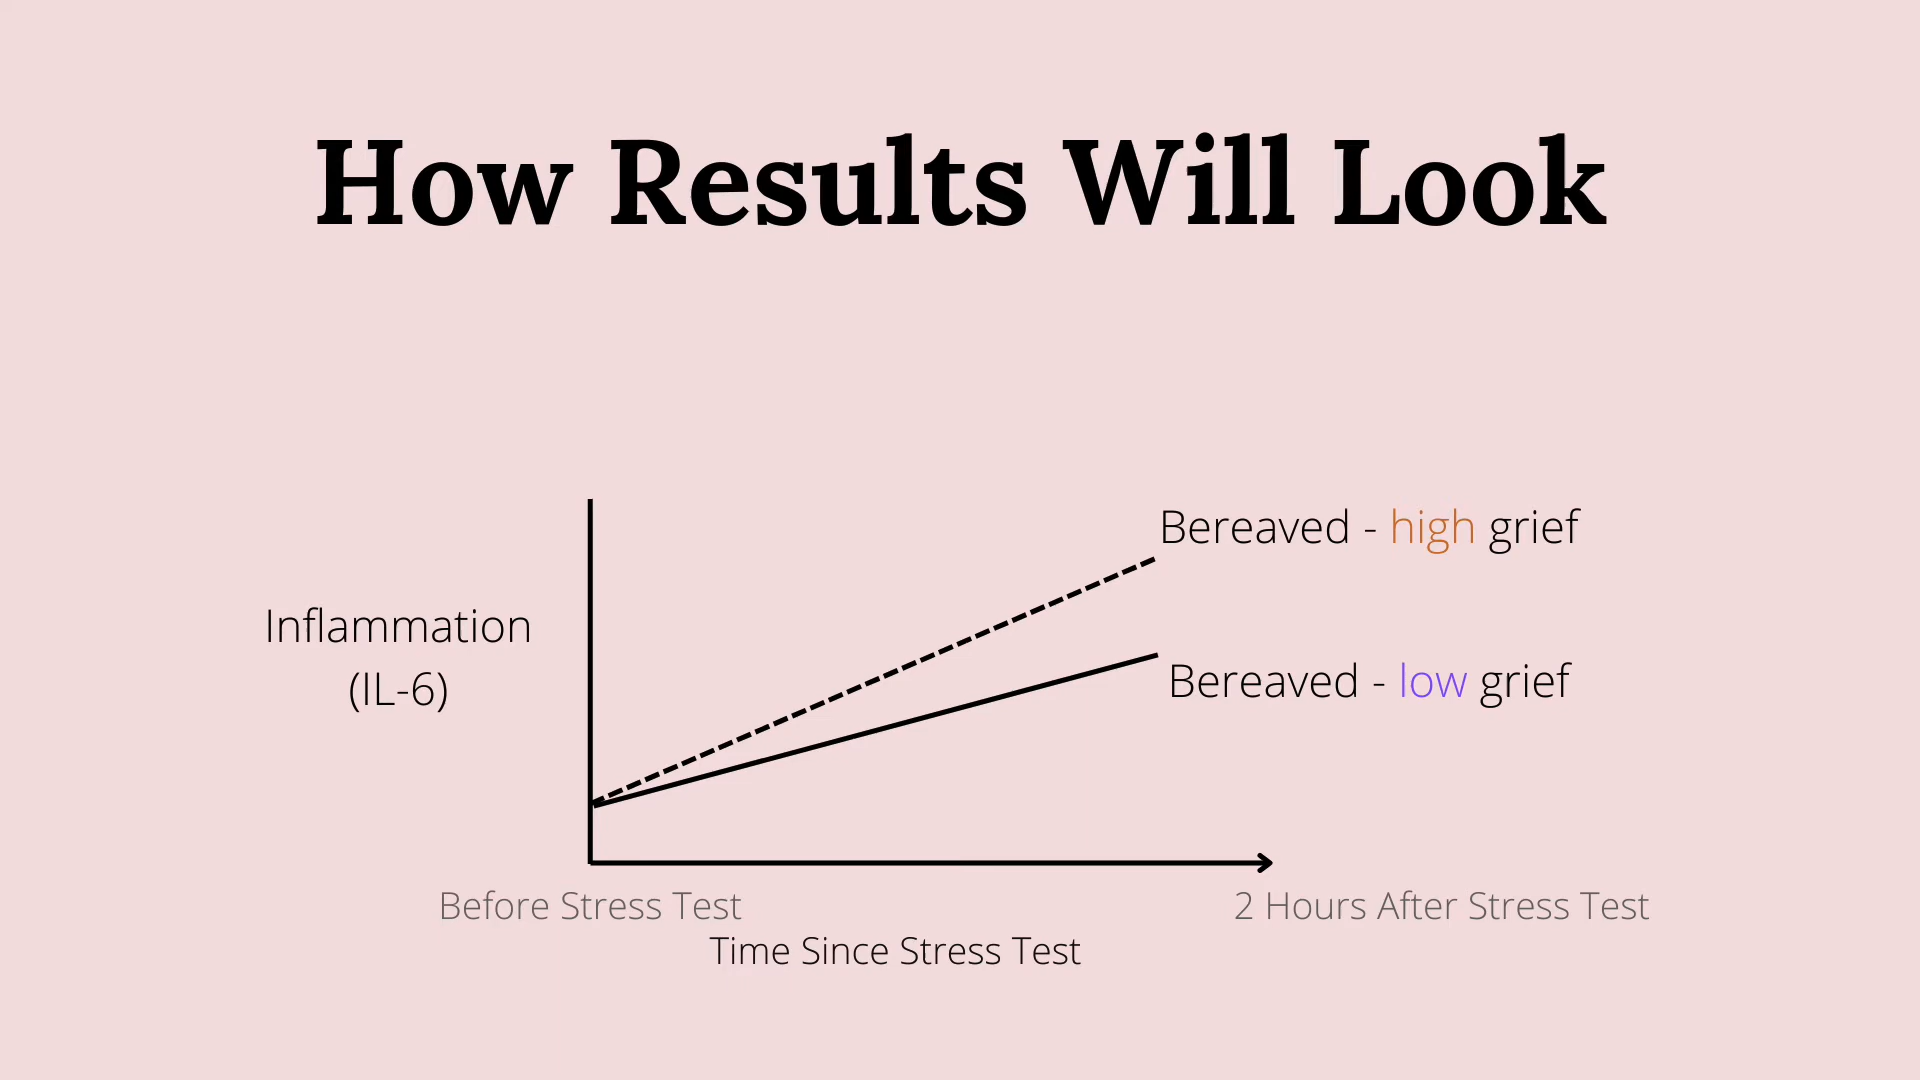 How Results Will Look
Bereaved - high grief
Inflammation
(IL-6)
Bereaved - low grief
Before Stress Test
2 Hours After Stress Test
Time Since Stress Test